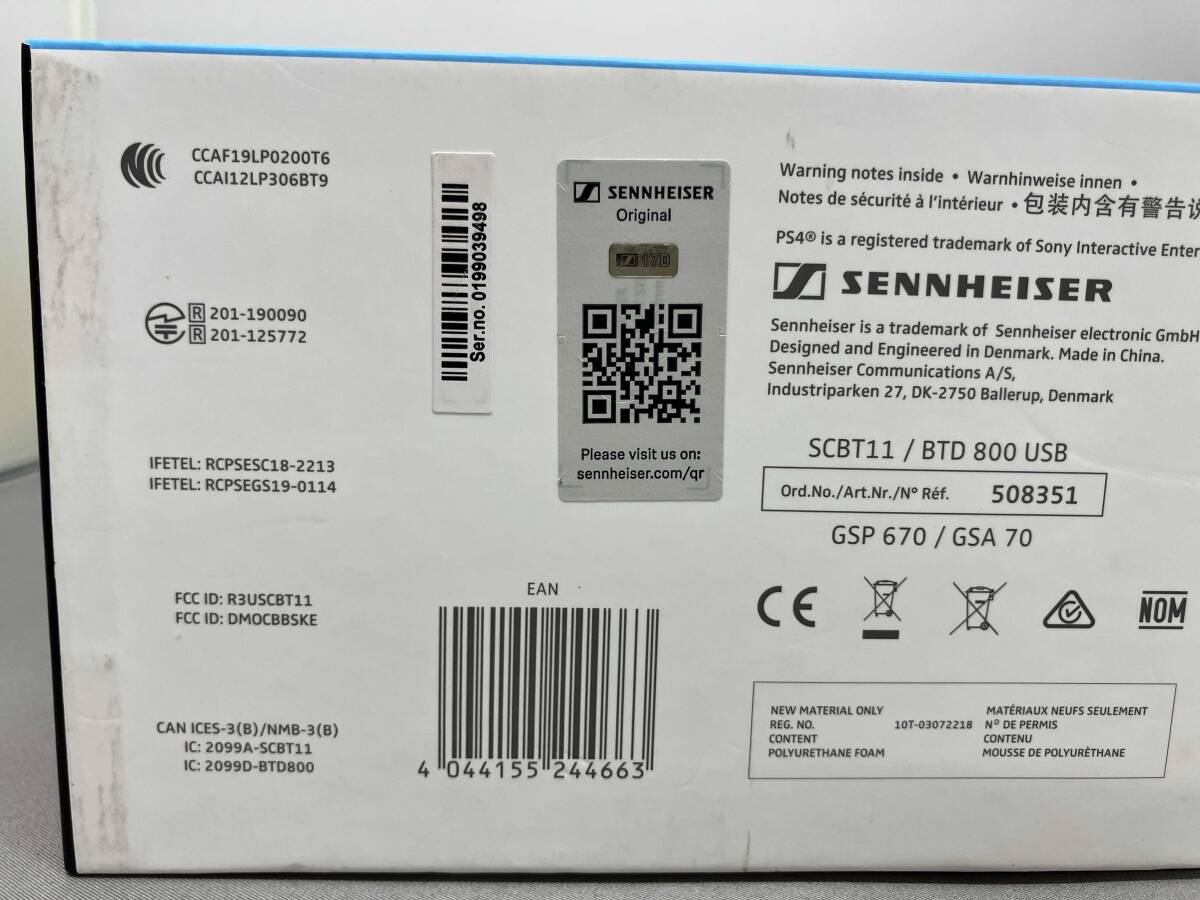 CCAF19LP0200T6
CCAI12LP306BT9
R 201-190090
R 201-125772
IFETEL: RCPSESC18-2213
IFETEL: RCPSEGS19-0114
FCC ID: R3USCBT11
FCC ID: DMOCBBSKE
CAN ICES-3(B)/NMB-3(B)
IC: 2099A-SCBT11
IC: 2099D-BTD800
Ser.no. 0199039498
SENNHEISER
Original
17D
Please visit us on:
sennheiser.com/qr
EAN
4 044155 244663
Warning notes inside • Warnhinweise innen •
Notes de sécurité à l'intérieur • 包装内含有警告说
PS4® is a registered trademark of Sony Interactive Enter
SENNHEISER
Sennheiser is a trademark of Sennheiser electronic GmbH
Designed and Engineered in Denmark. Made in China.
Sennheiser Communications A/S,
Industriparken 27, DK-2750 Ballerup, Denmark
SCBT11 / BTD 800 USB
Ord.No./Art.Nr./N° Réf. 508351
GSP 670 / GSA 70
CE
NOM
NEW MATERIAL ONLY
REG. NO. 10T-03072218
CONTENT
POLYURETHANE FOAM
MATÉRIAUX NEUFS SEULEMENT
Nº DE PERMIS
CONTENU
MOUSSE DE POLYURÈTHANE